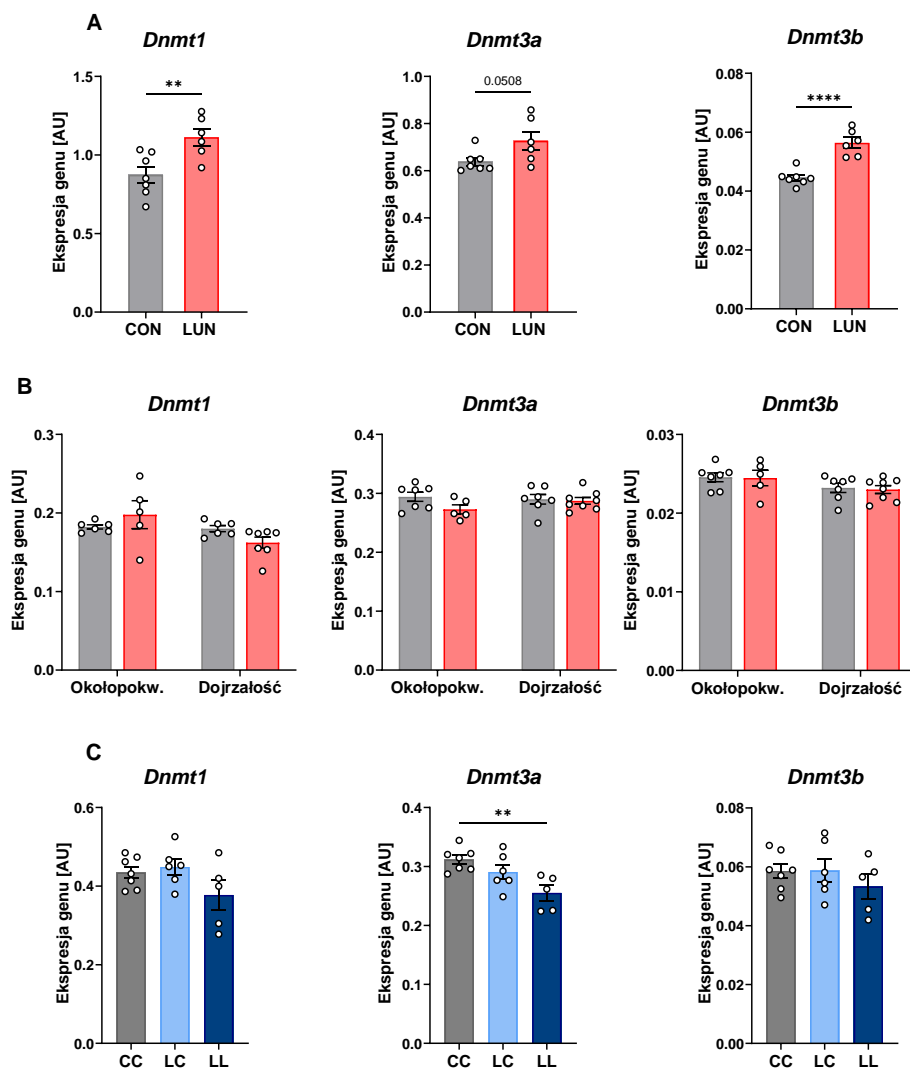 A
Dnmt1
Dnmt3a
Dnmt3b
Ekspresja genu [AU]
1.5
1.0
0.5
0.0
**
CON
LUN
Ekspresja genu [AU]
1.0
0.8
0.6
0.4
0.2
0.0
0.0508
CON
LUN
Ekspresja genu [AU]
0.08
0.06
0.04
0.02
0.00
****
CON
LUN
B
Dnmt1
Dnmt3a
Dnmt3b
Ekspresja genu [AU]
0.3
0.2
0.1
0.0
Okołopokw.
Dojrzałość
Ekspresja genu [AU]
0.4
0.3
0.2
0.1
0.0
Okołopokw.
Dojrzałość
Ekspresja genu [AU]
0.03
0.02
0.01
0.00
Okołopokw.
Dojrzałość
C
Dnmt1
Dnmt3a
Dnmt3b
Ekspresja genu [AU]
0.6
0.4
0.2
0.0
CC
LC
LL
Ekspresja genu [AU]
0.4
0.3
0.2
0.1
0.0
**
CC
LC
LL
Ekspresja genu [AU]
0.08
0.06
0.04
0.02
0.00
CC
LC
LL